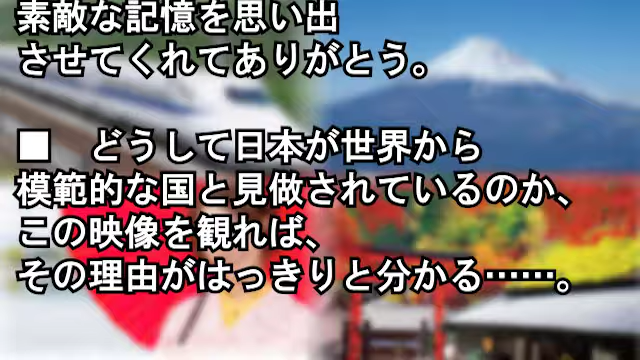 素敵な記憶を思い出
させてくれてありがとう。
■　どうして日本が世界から
模範的な国と見做されているのか、
この映像を観れば、
その理由がはっきりと分かる……。